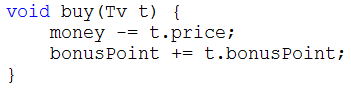 void buy(Tv t) {
    money -= t.price;
    bonusPoint += t.bonusPoint;
}